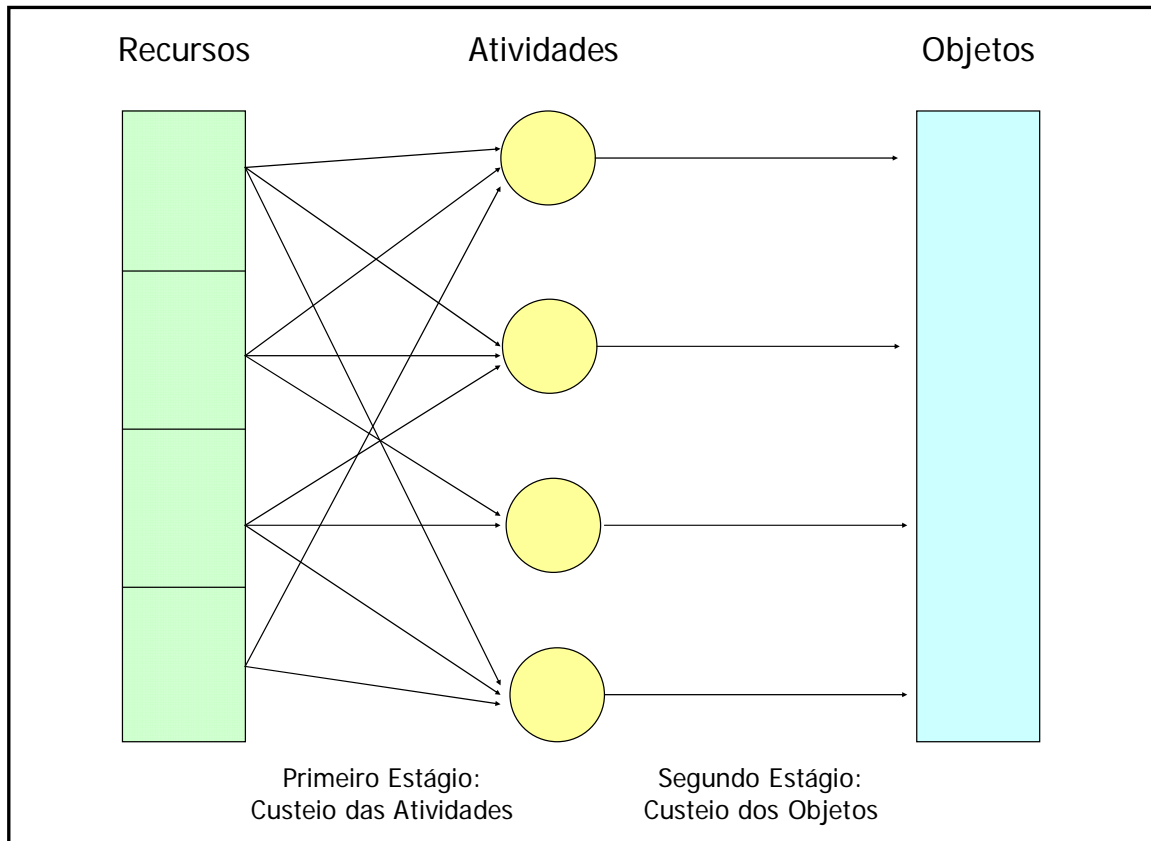 Recursos
Atividades
Objetos
Primeiro Estágio:
Custeio das Atividades
Segundo Estágio:
Custeio dos Objetos